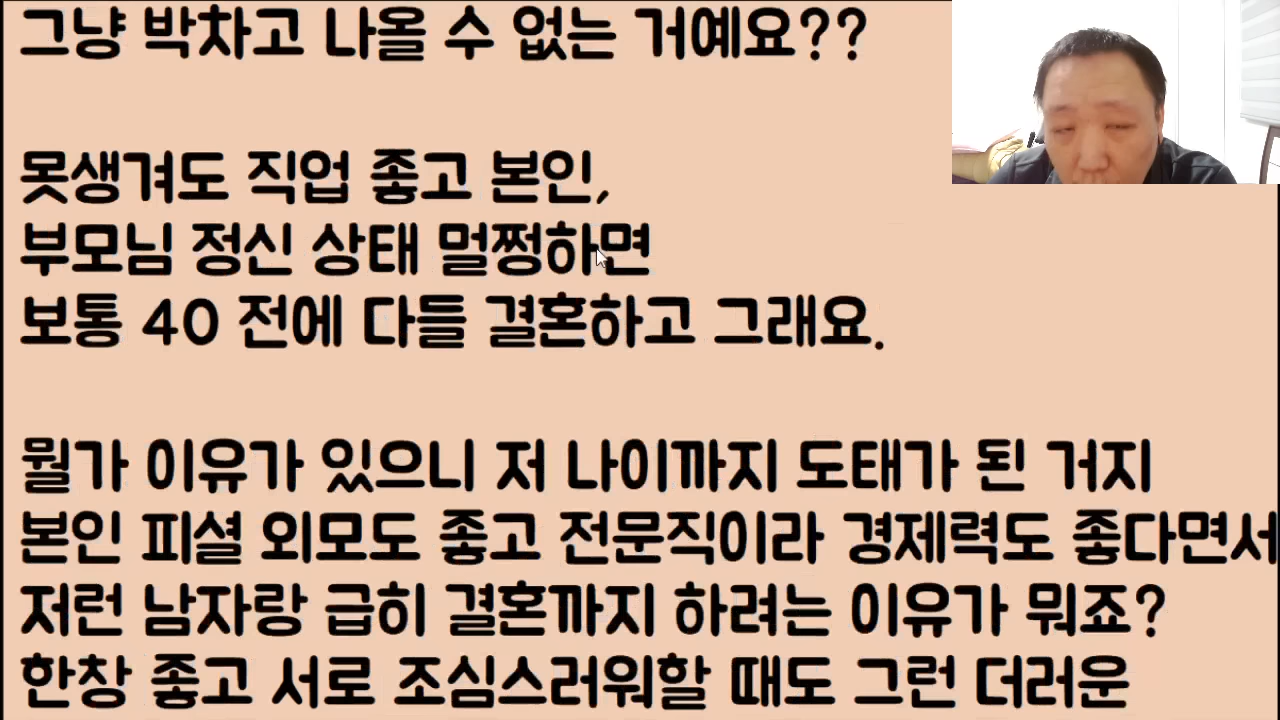 그냥 박차고 나올 수 없는 거예요??
못생겨도 직업 좋고 본인,
부모님 정신 상태 멀쩡하면
보통 40 전에 다들 결혼하고 그래요.
뭘가 이유가 있으니 저 나이까지 도태가 된 거지
본인 피셜 외모도 좋고 전문직이라 경제력도 좋다면서
저런 남자랑 급히 결혼까지 하려는 이유가 뭐죠?
한창 좋고 서로 조심스러워할 때도 그런 더러운